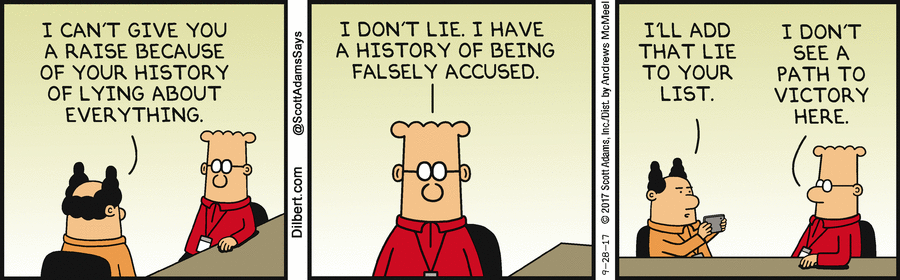 I CAN'T GIVE YOU
A RAISE BECAUSE
OF YOUR HISTORY
OF LYING ABOUT
EVERYTHING.
Dilbert.com @ScottAdamsSays
I DON'T LIE. I HAVE
A HISTORY OF BEING
FALSELY ACCUSED.
9-28-17 © 2017 Scott Adams, Inc./Dist. by Andrews McMeel
I'LL ADD
THAT LIE
TO YOUR
LIST.
I DON'T
SEE A
PATH TO
VICTORY
HERE.